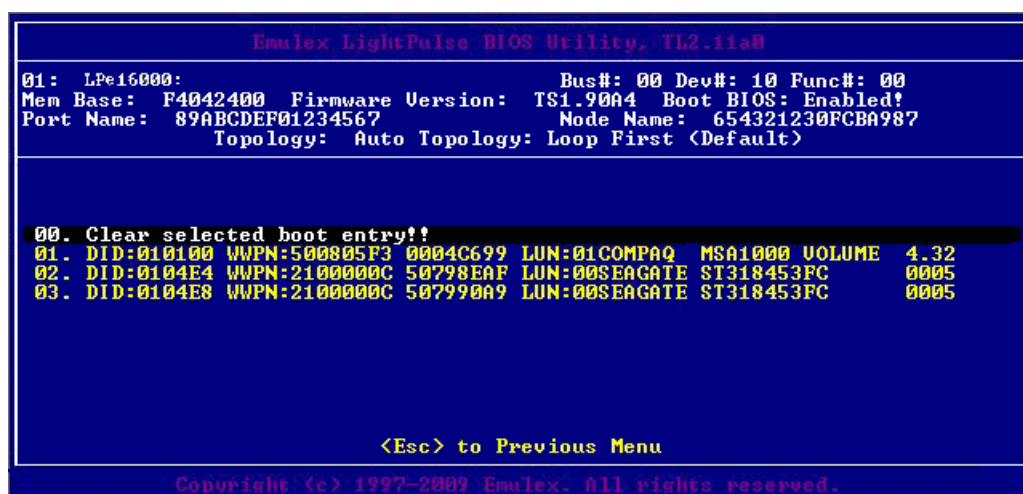 Emulex LightPulse BIOS Utility, TL2.11a0
01: LPe16000: Bus#: 00 Dev#: 10 Func#: 00
Mem Base: F4042400 Firmware Version: TS1.90A4 Boot BIOS: Enabled!
Port Name: 89ABCDEF01234567 Node Name: 654321230FCBA987
Topology: Auto Topology: Loop First <Default>
00. Clear selected boot entry!!
01. DID:010100 WWPN:500805F3 0004C699 LUN:01COMPAQ MSA1000 VOLUME 4.32
02. DID:0104E4 WWPN:2100000C 50798EAF LUN:00SEAGATE ST318453FC 0005
03. DID:0104E8 WWPN:2100000C 507990A9 LUN:00SEAGATE ST318453FC 0005
<Esc> to Previous Menu
Copyright <c> 1997-2009 Emulex. All rights reserved.